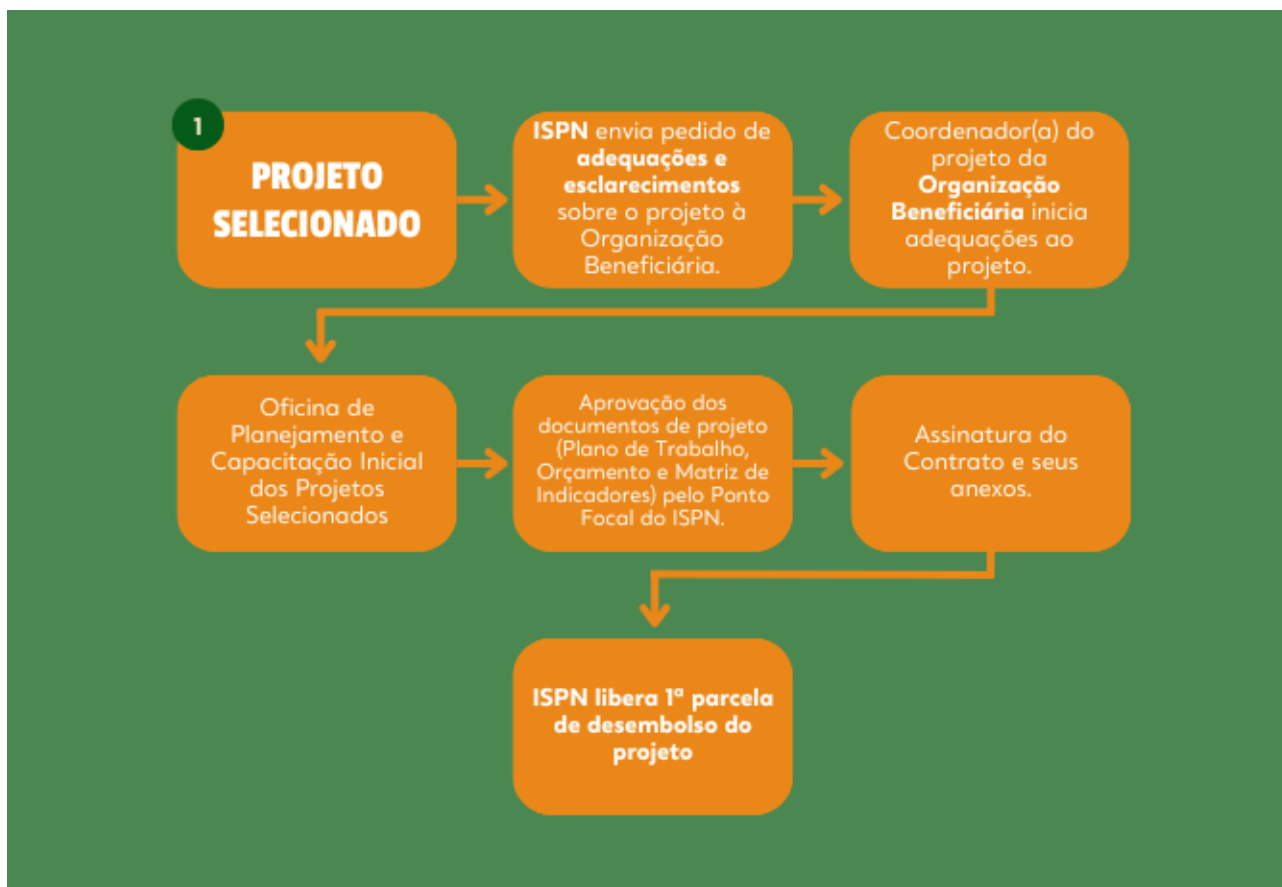 1
PROJETO
SELECIONADO
ISPN envia pedido de
adequações e
esclarecimentos
sobre o projeto à
Organização
Beneficiária.
Coordenador(a) do
projeto da
Organização
Beneficiária inicia
adequações ao
projeto.
Oficina de
Planejamento e
Capacitação Inicial
dos Projetos
Selecionados
Aprovação dos
documentos de projeto
(Plano de Trabalho,
Orçamento e Matriz de
Indicadores) pelo Ponto
Focal do ISPN.
Assinatura do
Contrato e seus
anexos.
ISPN libera 1ª parcela
de desembolso do
projeto